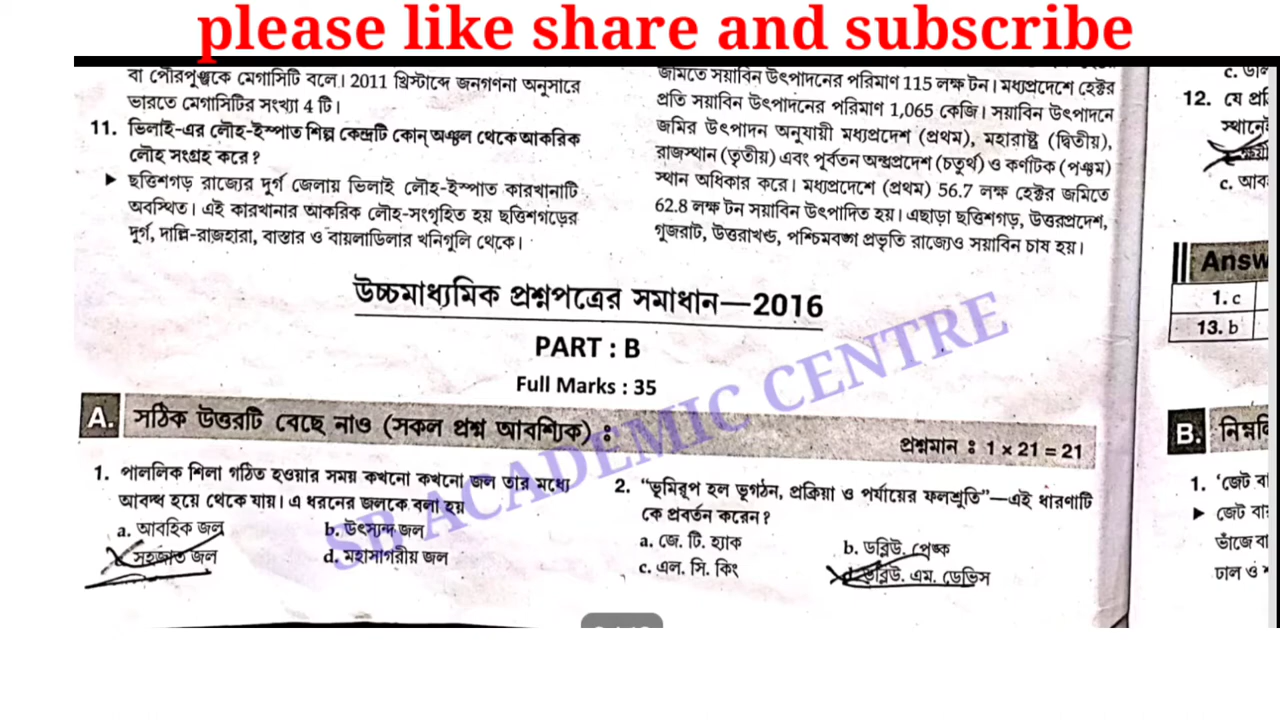 please like share and subscribe
বা পৌরপুঞ্জকে মেগাসিটি বলে। 2011 খ্রিস্টাব্দে জনগণনা অনুসারে
ভারতে মেগাসিটির সংখ্যা 4 টি।
11. ভিলাই-এর লৌহ-ইস্পাত শিল্প কেন্দ্রটি কোন্ অঞ্চল থেকে আকরিক
লৌহ সংগ্রহ করে?
▶ ছত্তিশগড় রাজ্যের দুর্গ জেলায় ভিলাই লৌহ-ইস্পাত কারখানাটি
অবস্থিত। এই কারখানার আকরিক লৌহ-সংগৃহিত হয় ছত্তিশগড়ের
দুর্গ, দাল্লি-রাজহারা, বাস্তার ও বায়লাডিলার খনিগুলি থেকে।
জমিতে সয়াবিন উৎপাদনের পরিমাণ 115 লক্ষ টন। মধ্যপ্রদেশে হেক্টর
প্রতি সয়াবিন উৎপাদনের পরিমাণ 1,065 কেজি। সয়াবিন উৎপাদনে
জমির উৎপাদন অনুযায়ী মধ্যপ্রদেশ (প্রথম), মহারাষ্ট্র (দ্বিতীয়),
রাজস্থান (তৃতীয়) এবং পূর্বতন অন্ধ্রপ্রদেশ (চতুর্থ) ও কর্ণাটক (পঞ্চম)
স্থান অধিকার করে। মধ্যপ্রদেশে (প্রথম) 56.7 লক্ষ হেক্টর জমিতে
62.8 লক্ষ টন সয়াবিন উৎপাদিত হয়। এছাড়া ছত্তিশগড়, উত্তরপ্রদেশ,
গুজরাট, উত্তরাখণ্ড, পশ্চিমবঙ্গ প্রভৃতি রাজ্যেও সয়াবিন চাষ হয়।
উচ্চমাধ্যমিক প্রশ্নপত্রের সমাধান—2016
PART : B
Full Marks : 35
A. সঠিক উত্তরটি বেছে নাও (সকল প্রশ্ন আবশ্যিক) :
প্রশ্নমান : 1 × 21 = 21
1. পাললিক শিলা গঠিত হওয়ার সময় কখনো কখনো জল তার মধ্যে
আবদ্ধ হয়ে থেকে যায়। এ ধরনের জলকে বলা হয়
a. আবহিক জল b. উৎস্যন্দ জল
সহজাত জল d. মহাসাগরীয় জল
2. “ভূমিরূপ হল ভূগঠন, প্রক্রিয়া ও পর্যায়ের ফলশ্রুতি”—এই ধারণাটি
কে প্রবর্তন করেন?
a. জে. টি. হ্যাক b. ডব্লিউ. পেঙ্ক
c. এল. সি. কিং d. ডব্লিউ. এম. ডেভিস
SB ACADEMIC CENTRE
12. যে প্রি
স্থানে
c. আব
Answ
1. c
13. b
B. নিম্নলি
1. ‘জেট বা
▶ জেট বায়
ভাঁজে বা
ঢাল ও